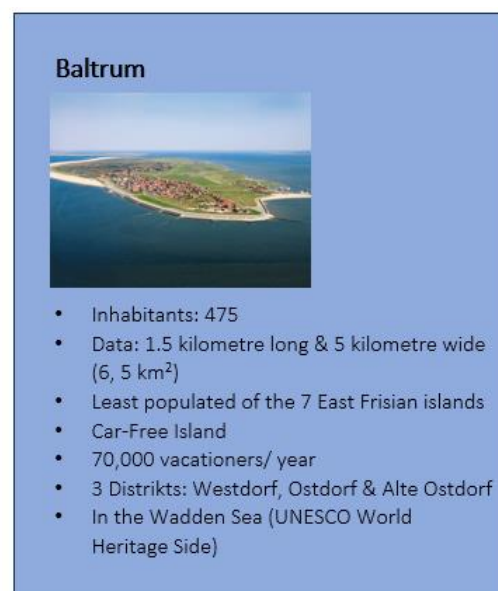 Baltrum
• Inhabitants: 475
• Data: 1.5 kilometre long & 5 kilometre wide
(6, 5 km²)
• Least populated of the 7 East Frisian islands
• Car-Free Island
• 70,000 vacationers/ year
• 3 Distrikts: Westdorf, Ostdorf & Alte Ostdorf
• In the Wadden Sea (UNESCO World
Heritage Side)